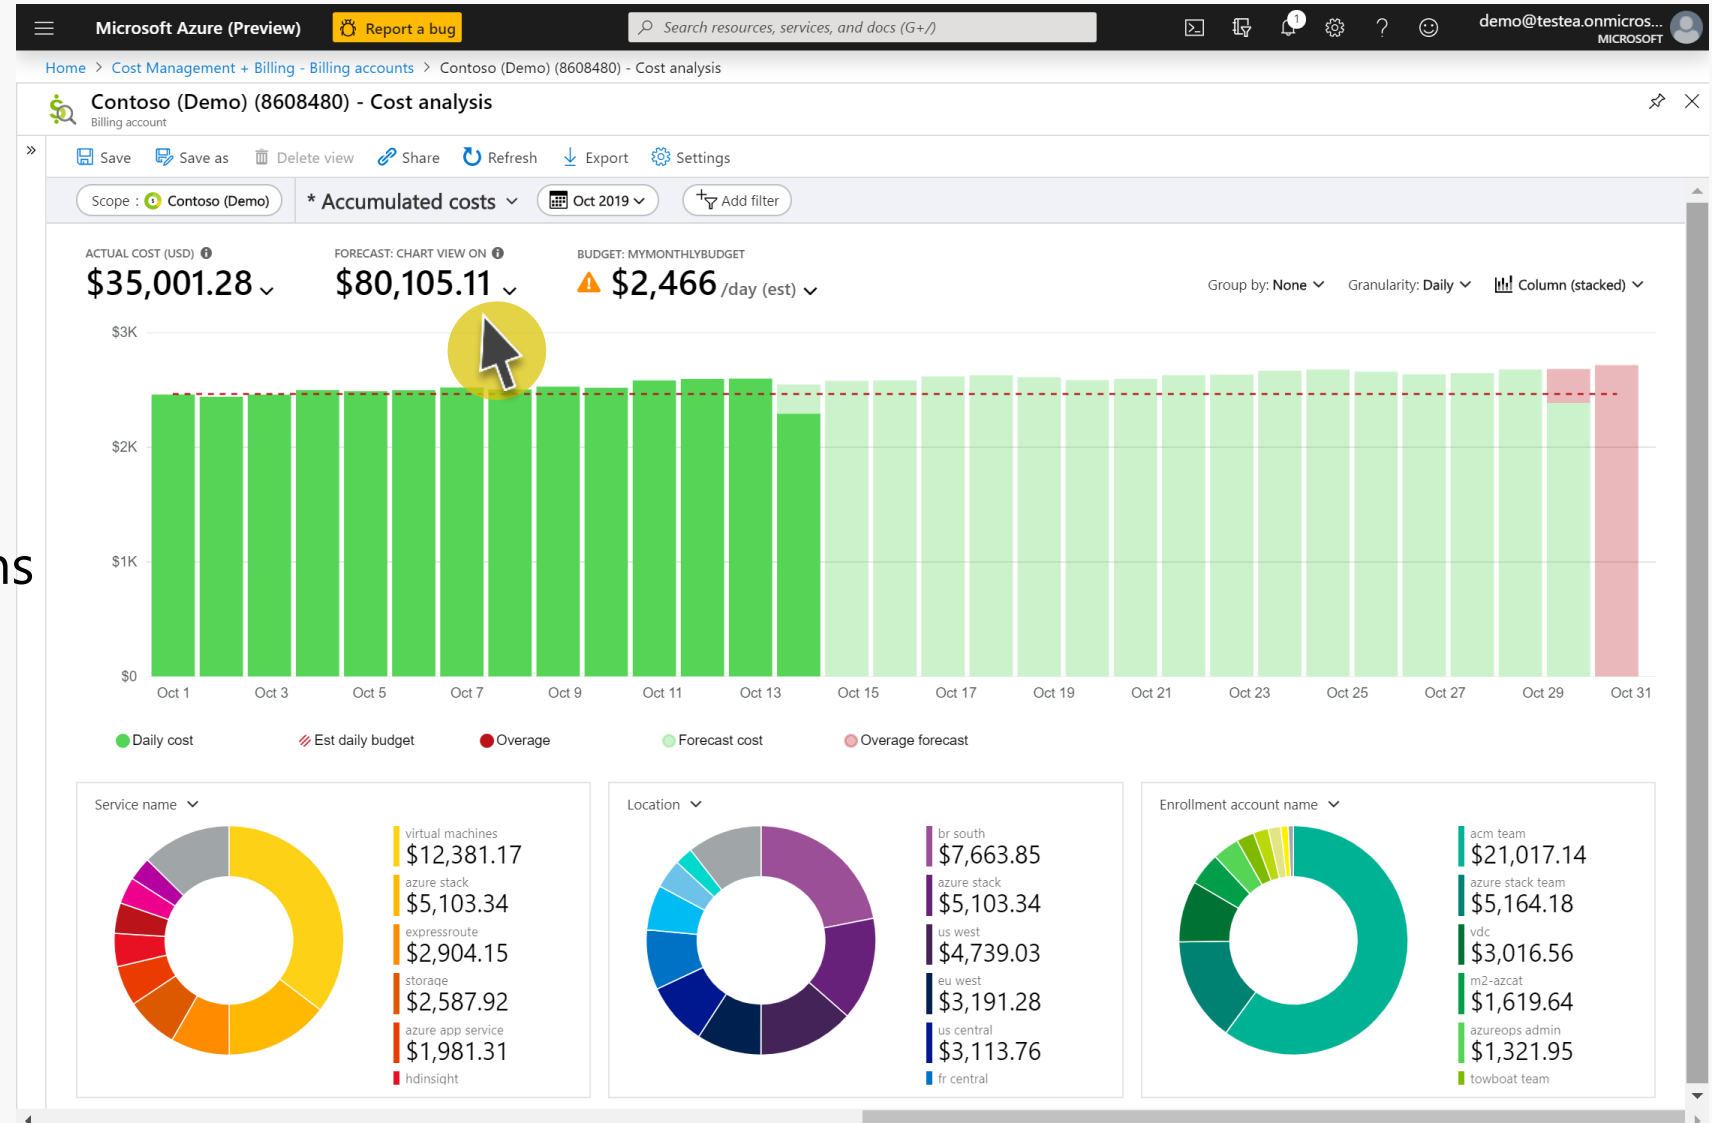 Microsoft Azure (Preview)
Report a bug
Search resources, services, and docs (G+/)
1
demo@testea.onmicros...
MICROSOFT
Home > Cost Management + Billing - Billing accounts > Contoso (Demo) (8608480) - Cost analysis
Contoso (Demo) (8608480) - Cost analysis
Billing account
Save
Save as
Delete view
Share
Refresh
Export
Settings
Scope : Contoso (Demo)
* Accumulated costs
Oct 2019
Add filter
ACTUAL COST (USD)
$35,001.28
FORECAST: CHART VIEW ON
$80,105.11
BUDGET: MYMONTHLYBUDGET
$2,466 /day (est)
Group by: None
Granularity: Daily
Column (stacked)
$3K
$2K
$1K
$0
ns
Oct 1
Oct 3
Oct 5
Oct 7
Oct 9
Oct 11
Oct 13
Oct 15
Oct 17
Oct 19
Oct 21
Oct 23
Oct 25
Oct 27
Oct 29
Oct 31
Daily cost
Est daily budget
Overage
Forecast cost
Overage forecast
Service name
virtual machines
$12,381.17
azure stack
$5,103.34
expressroute
$2,904.15
storage
$2,587.92
azure app service
$1,981.31
hdinsight
Location
br south
$7,663.85
azure stack
$5,103.34
us west
$4,739.03
eu west
$3,191.28
us central
$3,113.76
fr central
Enrollment account name
acm team
$21,017.14
azure stack team
$5,164.18
vdc
$3,016.56
m2-azcat
$1,619.64
azureops admin
$1,321.95
towboat team